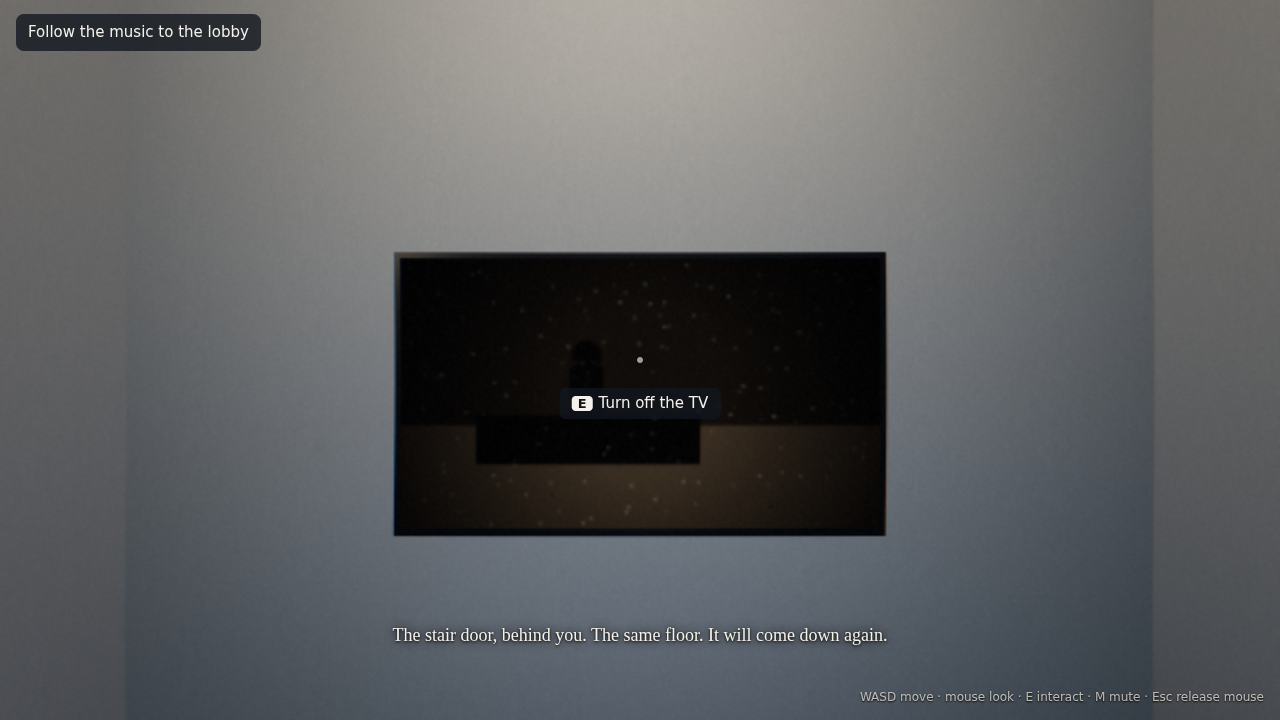 Follow the music to the lobby
E Turn off the TV
The stair door, behind you. The same floor. It will come down again.
WASD move · mouse look · E interact · M mute · Esc release mouse